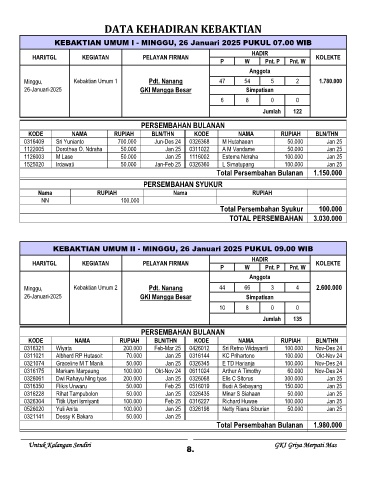 DATA KEHADIRAN KEBAKTIAN
KEBAKTIAN UMUM I - MINGGU, 26 Januari 2025 PUKUL 07.00 WIB
HARI/TGL KEGIATAN PELAYAN FIRMAN HADIR KOLEKTE
P W Pnt. P Pnt. W
Anggota
Minggu, Kebaktian Umum 1 Pdt. Nanang 47 54 5 2 1.780.000
26-Januari-2025 GKI Mangga Besar Simpatisan
6 8 0 0
Jumlah 122
PERSEMBAHAN BULANAN
KODE NAMA RUPIAH BLN/THN KODE NAMA RUPIAH BLN/THN
0316409 Sri Yunianto 700.000 Jun-Des 24 0326368 M Hutahaean 50.000 Jan 25
1122005 Dorothea O. Ndraha 50.000 Jan 25 0311022 A M Vandame 50.000 Jan 25
1126003 M Lase 50.000 Jan 25 1116002 Esterna Ndraha 100.000 Jan 25
1525020 Irdawati 50.000 Jan-Feb 25 0326360 L Simatupang 100.000 Jan 25
Total Persembahan Bulanan 1.150.000
PERSEMBAHAN SYUKUR
Nama RUPIAH Nama RUPIAH
NN 100.000
Total Persembahan Syukur 100.000
TOTAL PERSEMBAHAN 3.030.000
KEBAKTIAN UMUM II - MINGGU, 26 Januari 2025 PUKUL 09.00 WIB
HARI/TGL KEGIATAN PELAYAN FIRMAN HADIR KOLEKTE
P W Pnt. P Pnt. W
Anggota
Minggu, Kebaktian Umum 2 Pdt. Nanang 44 66 3 4 2.600.000
26-Januari-2025 GKI Mangga Besar Simpatisan
10 8 0 0
Jumlah 135
PERSEMBAHAN BULANAN
KODE NAMA RUPIAH BLN/THN KODE NAMA RUPIAH BLN/THN
0316321 Wiyata 200.000 Feb-Mar 25 0426012 Sri Retno Widayanti 100.000 Nov-Des 24
0311021 Altherd RP Hutasoit 70.000 Jan 25 0316144 KC Prihartono 100.000 Okt-Nov 24
0321074 Graceline M T Manik 50.000 Jan 25 0326345 E TD Harianja 100.000 Nov-Des 24
0316175 Mariam Marpaung 100.000 Okt-Nov 24 0611024 Arthur A Timothy 60.000 Nov-Des 24
0326061 Dwi Rahayu Ning tyas 200.000 Jan 25 0326068 Elis C Sitorus 300.000 Jan 25
0316350 Fikris Urwaru 50.000 Feb 25 0516019 Budi A Sebayang 150.000 Jan 25
0316228 Rihat Tampubolon 50.000 Jan 25 0326435 Minar S Siahaan 50.000 Jan 25
0326304 Titik Utari Ismiyanti 100.000 Feb 25 0316227 Richard Huwae 100.000 Jan 25
0526020 Yuli Anita 100.000 Jan 25 0326198 Netty Riana Siburian 50.000 Jan 25
0321141 Dessy K Bakara 50.000 Jan 25
Total Persembahan Bulanan 1.980.000
Untuk Kalangan Sendiri GKI Griya Merpati Mas
8.